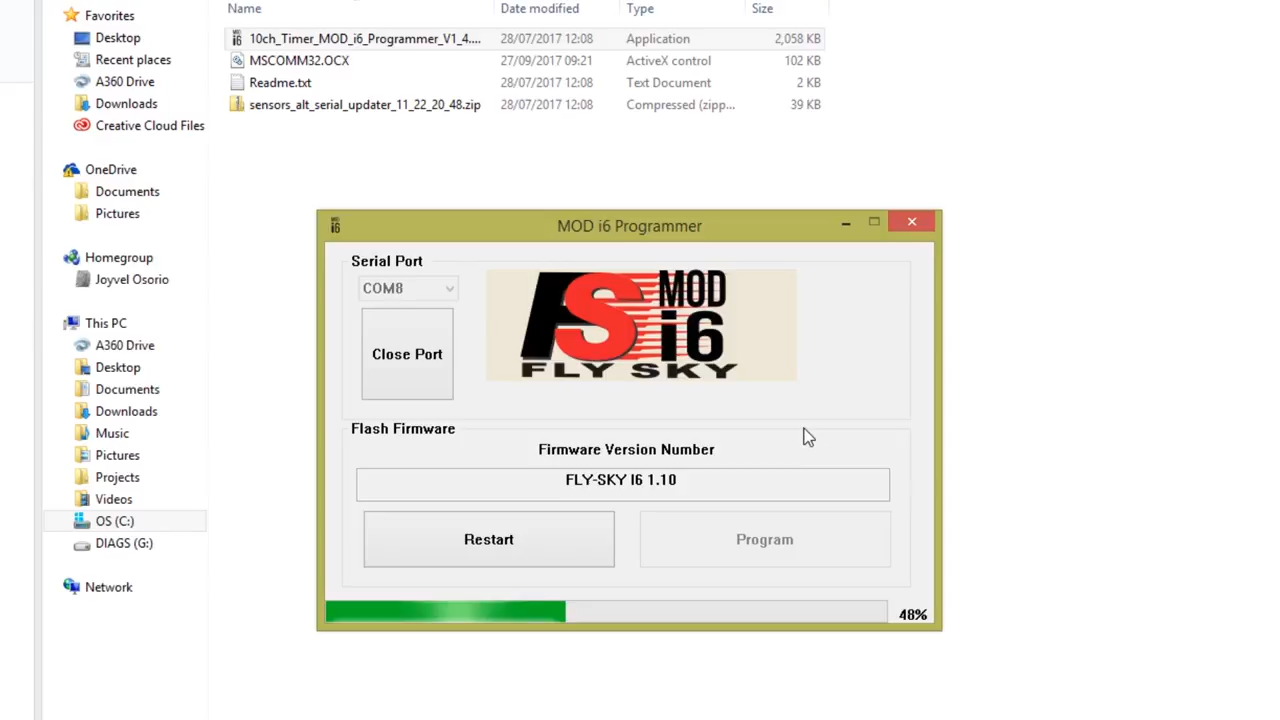 Name Date modified Type Size
10ch_Timer_MOD_i6_Programmer_V1_4.... 28/07/2017 12:08 Application 2,058 KB
MSCOMM32.OCX 27/09/2017 09:21 ActiveX control 102 KB
Readme.txt 28/07/2017 12:08 Text Document 2 KB
sensors_alt_serial_updater_11_22_20_48.zip 28/07/2017 12:08 Compressed (zipp... 39 KB
Favorites
Desktop
Recent places
A360 Drive
Downloads
Creative Cloud Files
OneDrive
Documents
Pictures
Homegroup
Joyvel Osorio
This PC
A360 Drive
Desktop
Documents
Downloads
Music
Pictures
Projects
Videos
OS (C:)
DIAGS (G:)
Network
MOD i6 Programmer
Serial Port
COM8
Close Port
FS MOD
i6
FLY SKY
Flash Firmware
Firmware Version Number
FLY-SKY I6 1.10
Restart Program
48%